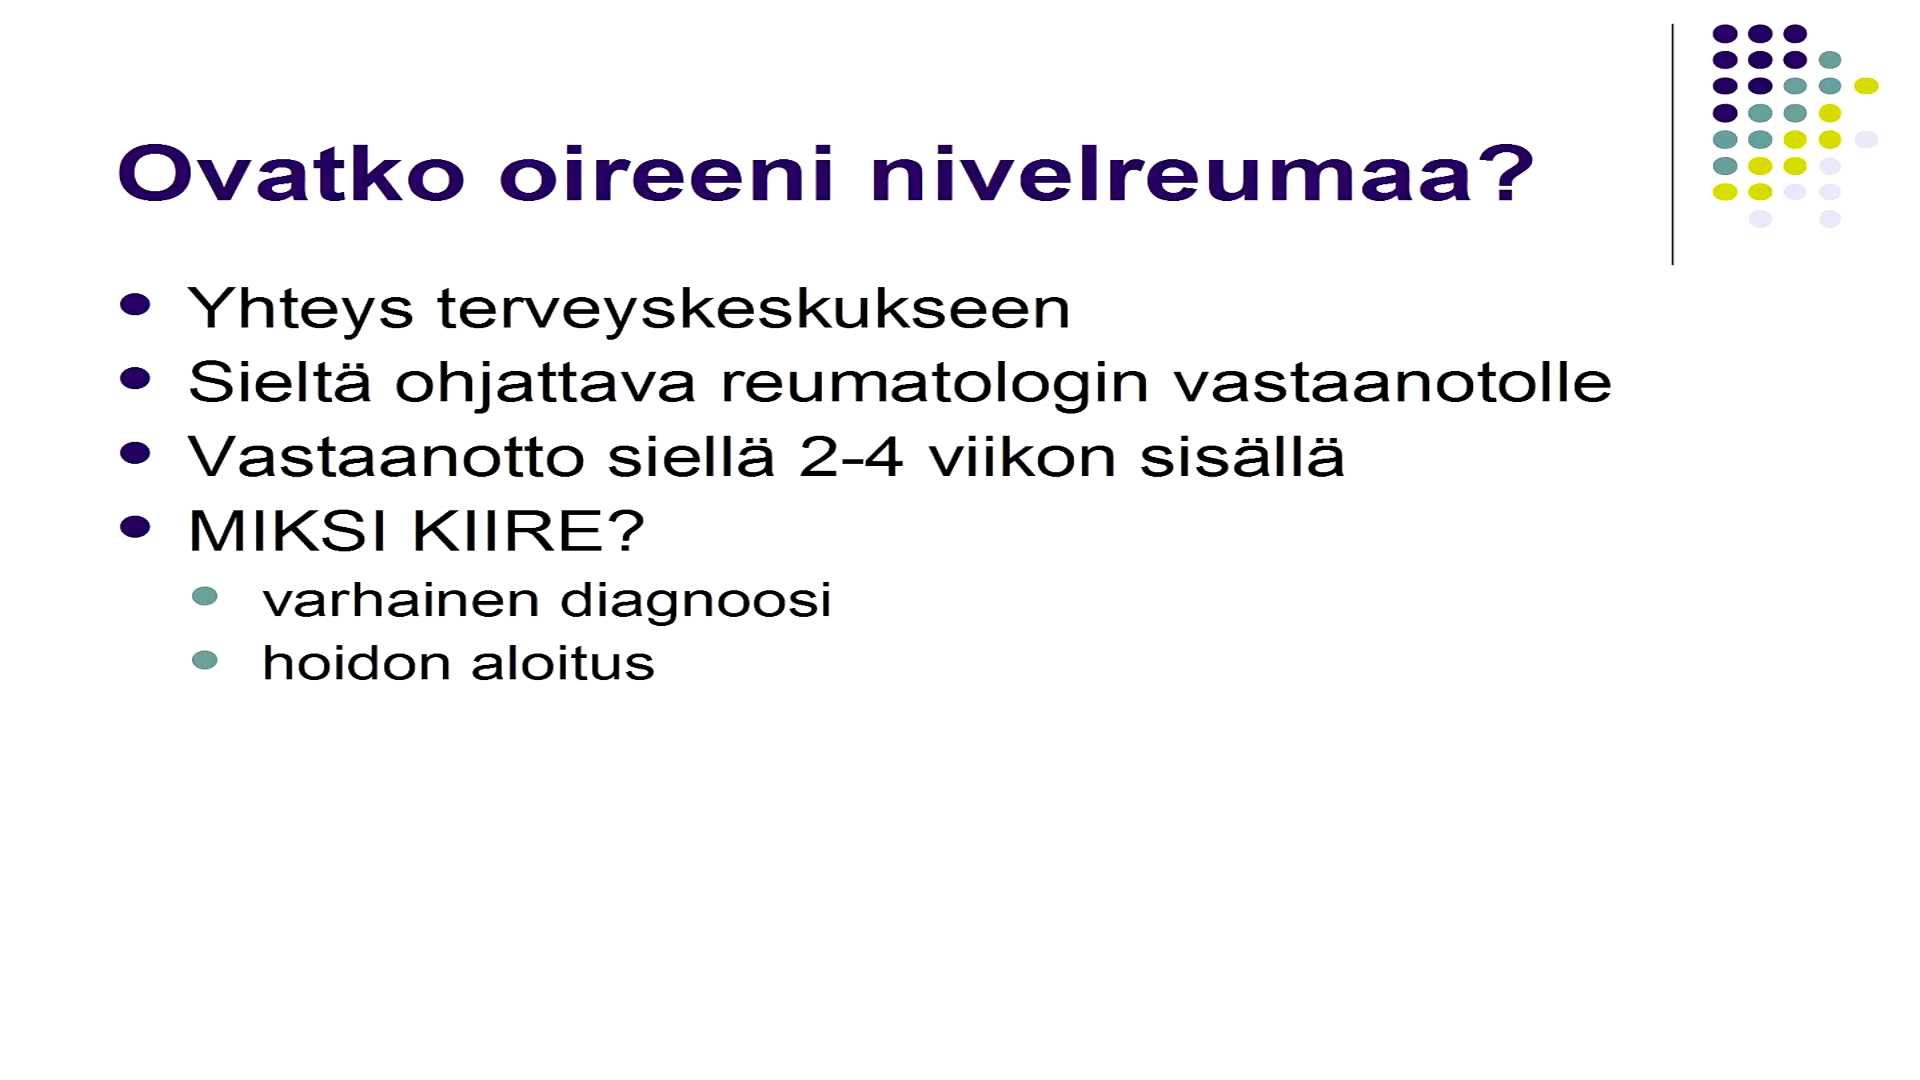 Ovatko oireeni nivelreumaa?
Yhteys terveyskeskukseen
Sieltä ohjattava reumatologin vastaanotolle
Vastaanotto siellä 2-4 viikon sisällä
MIKSI KIIRE?
varhainen diagnoosi
hoidon aloitus